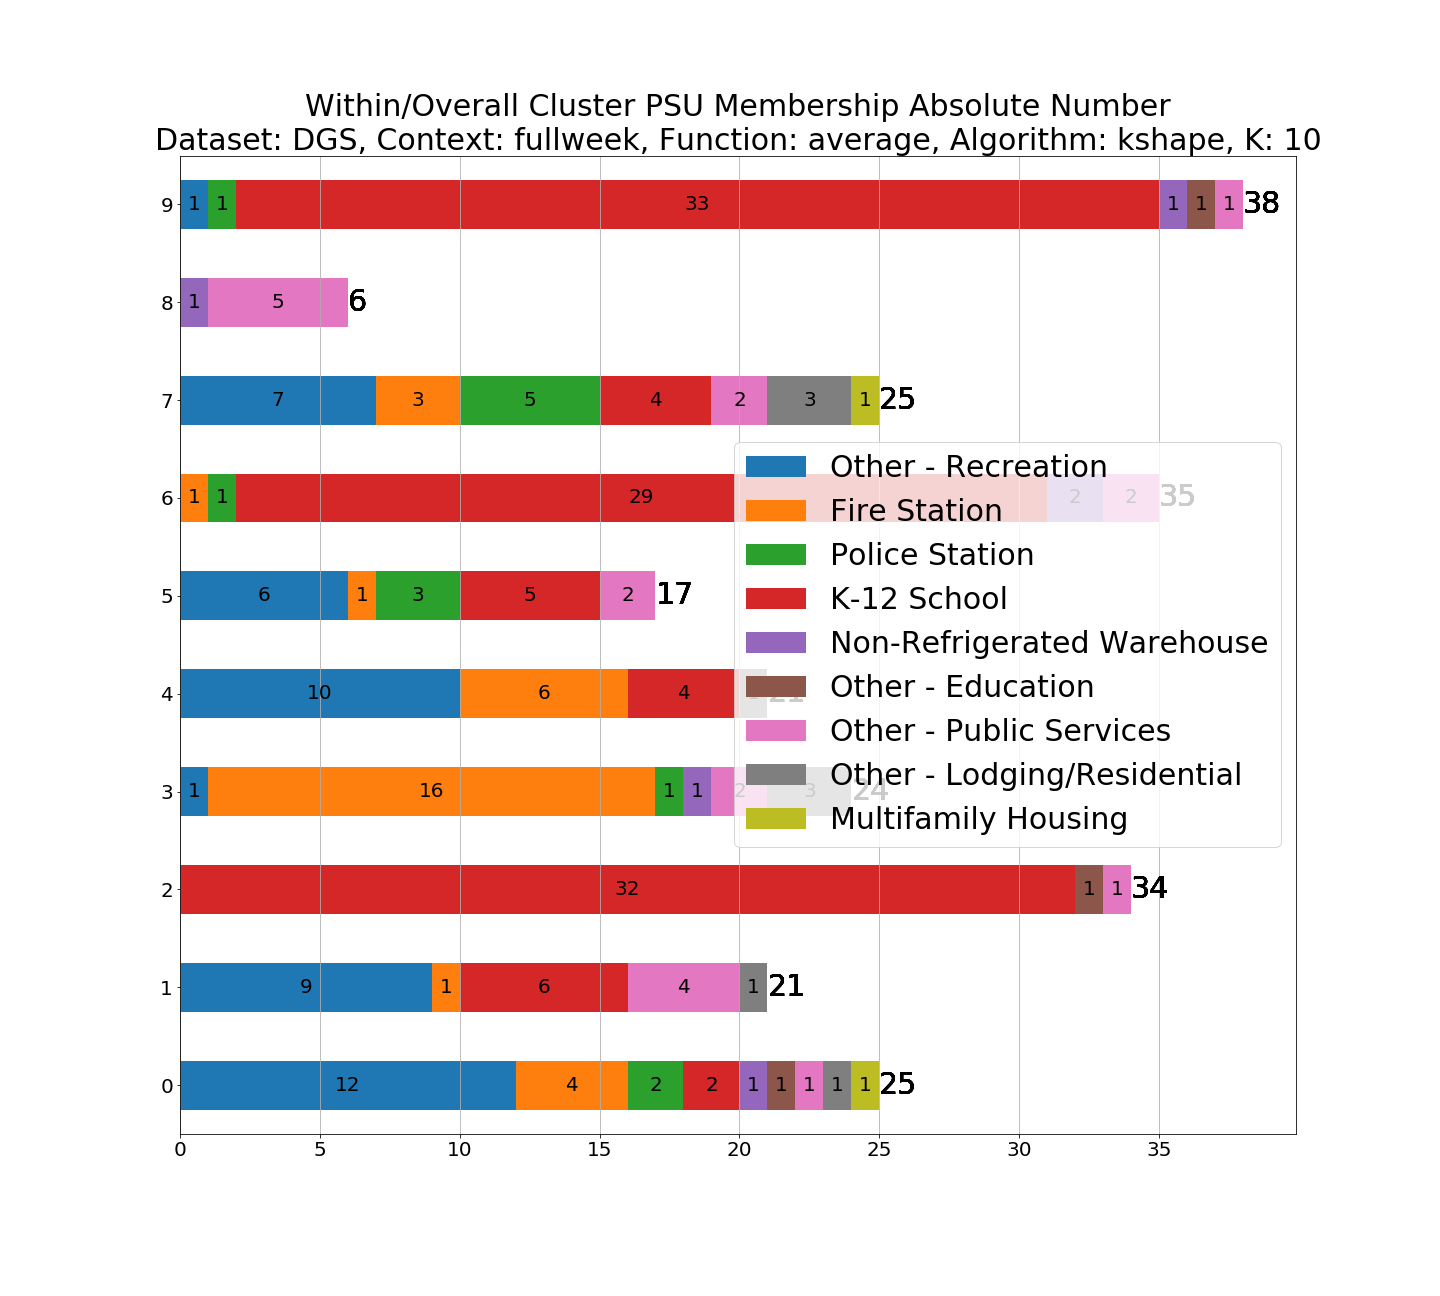 Within/Overall Cluster PSU Membership Absolute Number
Dataset: DGS, Context: fullweek, Function: average, Algorithm: kshape, K: 10
9 1 1 33 1 1 1 38
8 1 5 6
7 7 3 5 4 2 3 1 25
6 1 1 29 2 2 35
5 6 1 3 5 2 17
4 10 6 4 21
3 1 16 1 1 2 3 24
2 32 1 1 34
1 9 1 6 4 1 21
0 12 4 2 2 1 1 1 1 1 25
0 5 10 15 20 25 30 35
Other - Recreation
Fire Station
Police Station
K-12 School
Non-Refrigerated Warehouse
Other - Education
Other - Public Services
Other - Lodging/Residential
Multifamily Housing